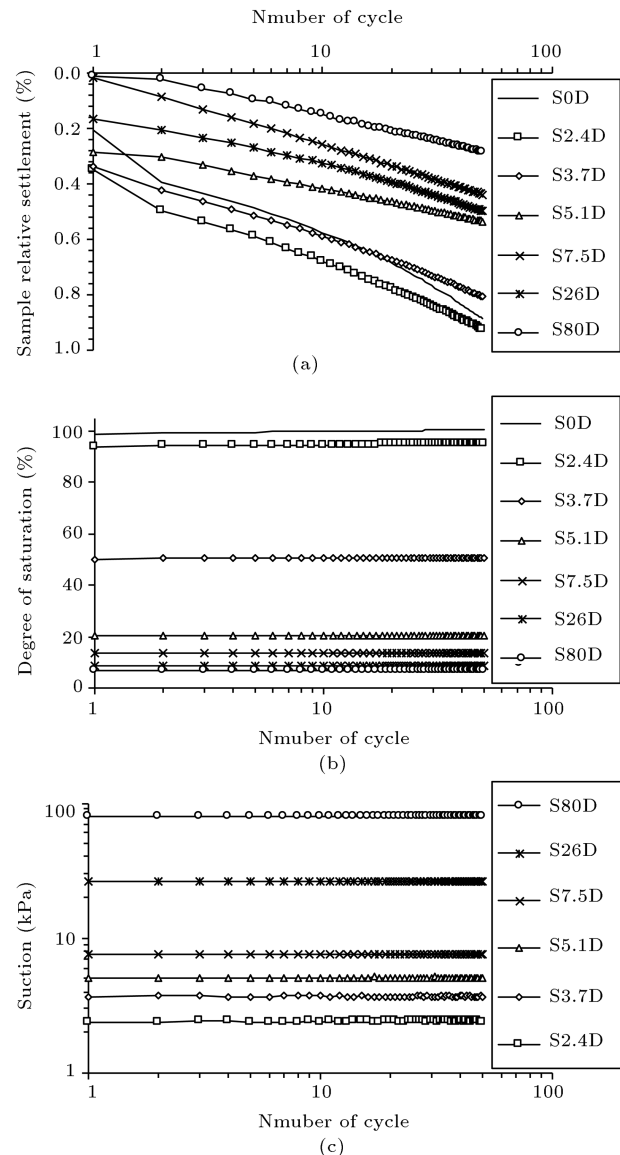 Nmuber of cycle
1 10 100
Sample relative settlement (%)
0.0
0.2
0.4
0.6
0.8
1.0
S0D
S2.4D
S3.7D
S5.1D
S7.5D
S26D
S80D
(a)
Degree of saturation (%)
100
80
60
40
20
0
1 10 100
Nmuber of cycle
S0D
S2.4D
S3.7D
S5.1D
S7.5D
S26D
S80D
(b)
Suction (kPa)
100
10
1
1 10 100
Nmuber of cycle
S80D
S26D
S7.5D
S5.1D
S3.7D
S2.4D
(c)